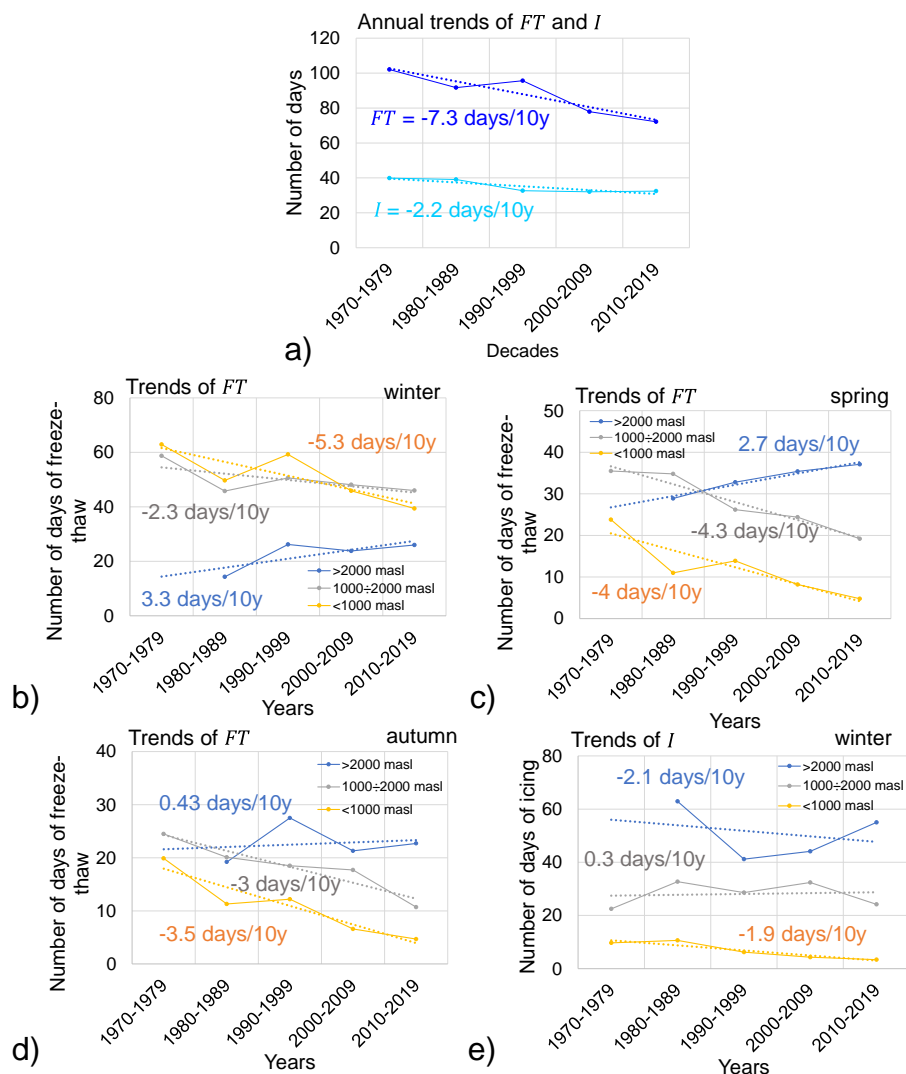 Annual trends of FT and I
Number of days
120
100
80
60
40
20
0
FT = -7.3 days/10y
I = -2.2 days/10y
1970-1979
1980-1989
1990-1999
2000-2009
2010-2019
Decades
a)
Trends of FT
winter
Number of days of freeze-
thaw
80
60
40
20
0
-5.3 days/10y
-2.3 days/10y
3.3 days/10y
>2000 masl
1000÷2000 masl
<1000 masl
1970-1979
1980-1989
1990-1999
2000-2009
2010-2019
Years
b)
Trends of FT
spring
Number of days of freeze-
thaw
50
40
30
20
10
0
>2000 masl
1000÷2000 masl
<1000 masl
2.7 days/10y
-4.3 days/10y
-4 days/10y
1970-1979
1980-1989
1990-1999
2000-2009
2010-2019
Years
c)
Trends of FT
autumn
Number of days of freeze-
thaw
40
30
20
10
0
>2000 masl
1000÷2000 masl
<1000 masl
0.43 days/10y
-3 days/10y
-3.5 days/10y
1970-1979
1980-1989
1990-1999
2000-2009
2010-2019
Years
d)
Trends of I
winter
Number of days of icing
80
60
40
20
0
>2000 masl
1000÷2000 masl
<1000 masl
-2.1 days/10y
0.3 days/10y
-1.9 days/10y
1970-1979
1980-1989
1990-1999
2000-2009
2010-2019
Years
e)